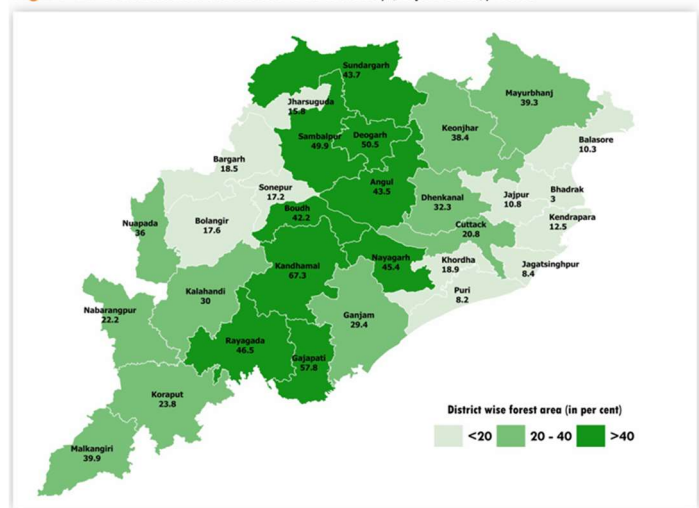 Sundargarh
43.7
Jharsuguda
15.8
Sambalpur
49.9
Deogarh
50.5
Keonjhar
38.4
Mayurbhanj
39.3
Balasore
10.3
Bargarh
18.5
Sonepur
17.2
Angul
43.5
Dhenkanal
32.3
Jajpur
10.8
Bhadrak
3
Kendrapara
12.5
Nuapada
36
Bolangir
17.6
Boudh
42.2
Cuttack
20.8
Kandhamal
67.3
Nayagarh
45.4
Khordha
18.9
Jagatsinghpur
8.4
Puri
8.2
Kalahandi
30
Nabarangpur
22.2
Ganjam
29.4
Rayagada
46.5
Gajapati
57.8
Koraput
23.8
Malkangiri
39.9
District wise forest area (in per cent)
<20 20 - 40 >40